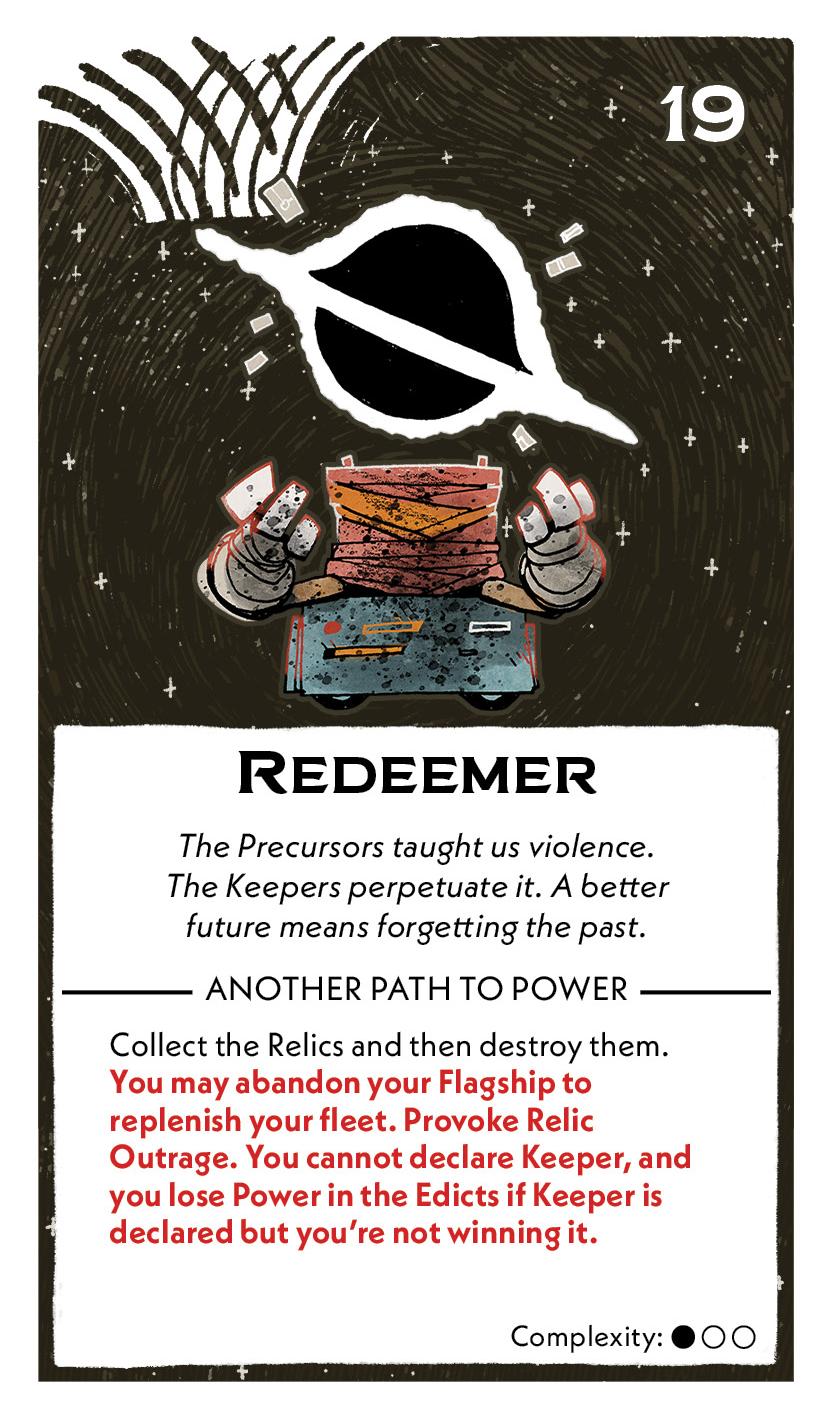 19
REDEEMER
The Precursors taught us violence.
The Keepers perpetuate it. A better
future means forgetting the past.
ANOTHER PATH TO POWER
Collect the Relics and then destroy them.
You may abandon your Flagship to
replenish your fleet. Provoke Relic
Outrage. You cannot declare Keeper, and
you lose Power in the Edicts if Keeper is
declared but you’re not winning it.
Complexity: